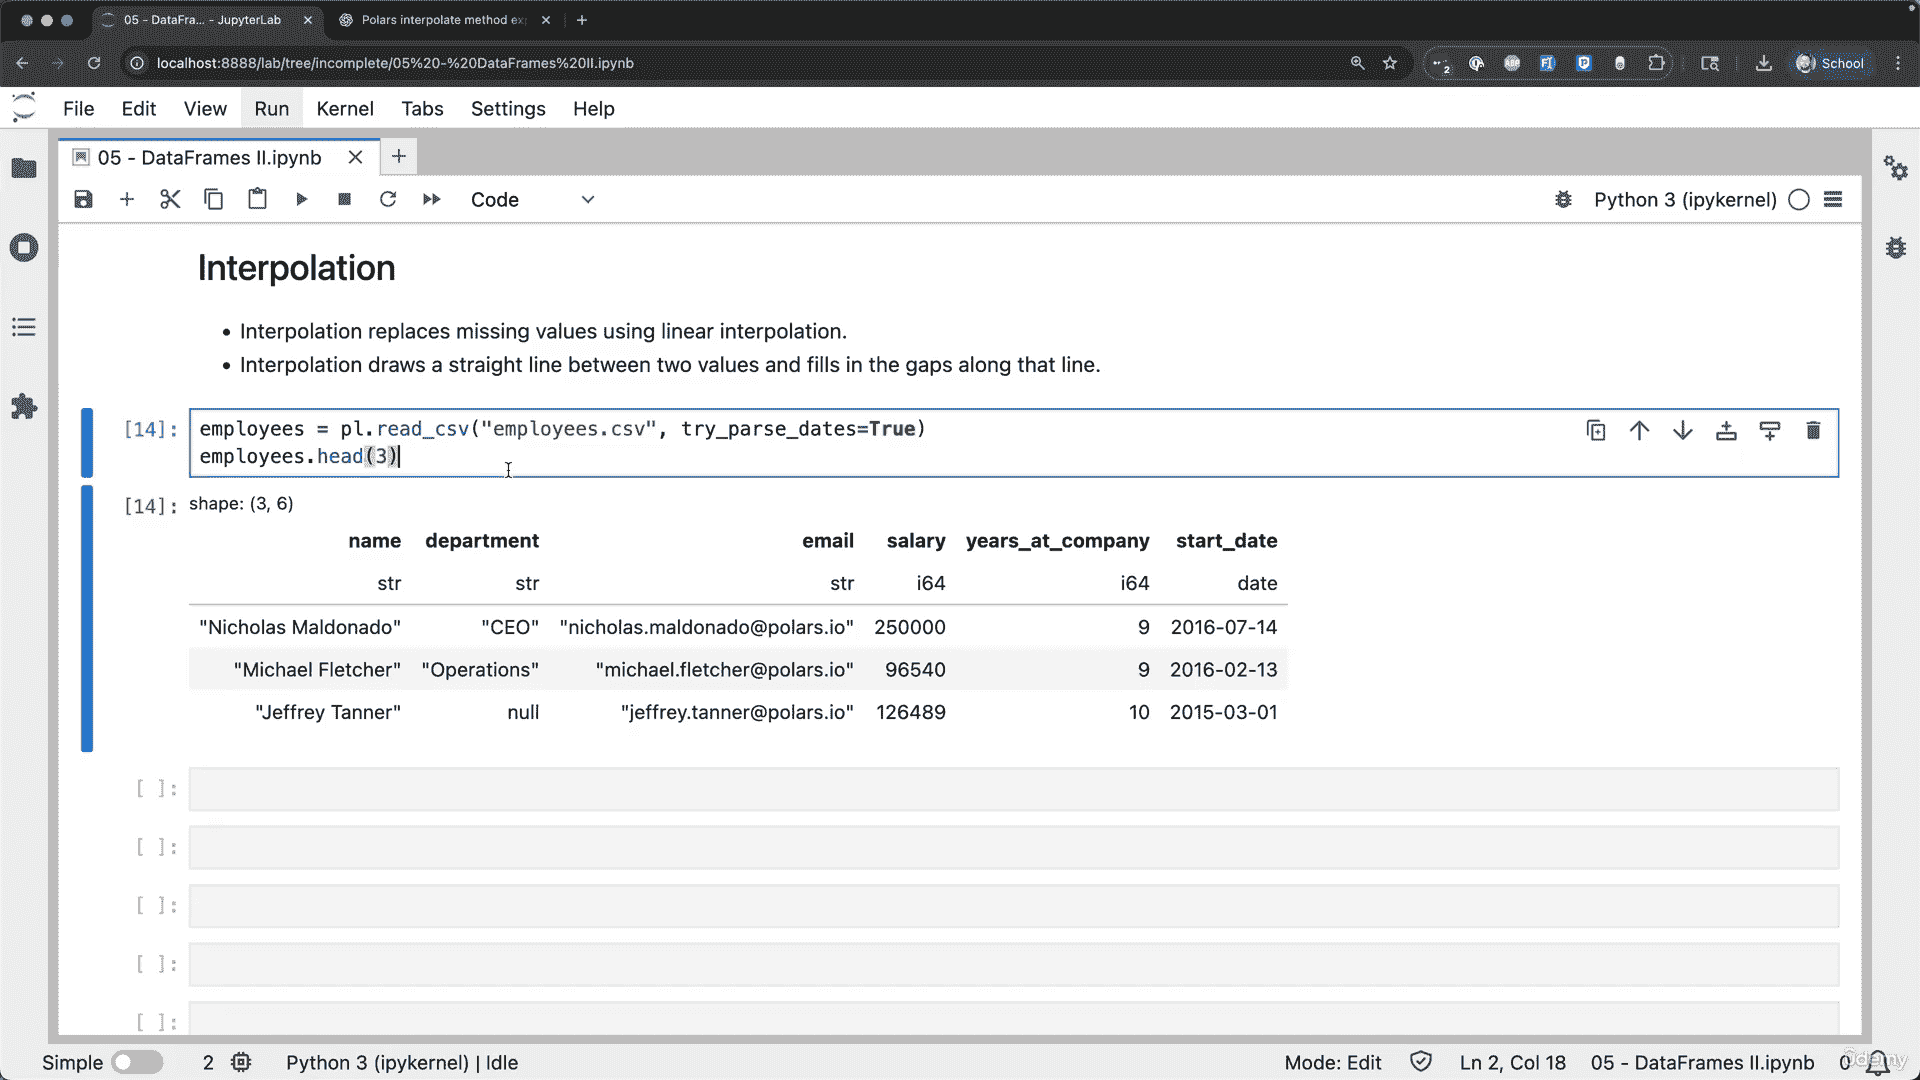 05 - DataFra... - JupyterLab
Polars interpolate method ex
localhost:8888/lab/tree/incomplete/05%20-%20DataFrames%20II.ipynb
2
School
File Edit View Run Kernel Tabs Settings Help
05 - DataFrames II.ipynb
Code
Python 3 (ipykernel)
Interpolation
• Interpolation replaces missing values using linear interpolation.
• Interpolation draws a straight line between two values and fills in the gaps along that line.
[14]: employees = pl.read_csv("employees.csv", try_parse_dates=True)
employees.head(3)
[14]: shape: (3, 6)
name department email salary years_at_company start_date
str str str i64 i64 date
"Nicholas Maldonado" "CEO" "nicholas.maldonado@polars.io" 250000 9 2016-07-14
"Michael Fletcher" "Operations" "michael.fletcher@polars.io" 96540 9 2016-02-13
"Jeffrey Tanner" null "jeffrey.tanner@polars.io" 126489 10 2015-03-01
[ ]:
[ ]:
[ ]:
[ ]:
[ ]:
Simple 2 Python 3 (ipykernel) | Idle Mode: Edit Ln 2, Col 18 05 - DataFrames II.ipynb 0
udemy